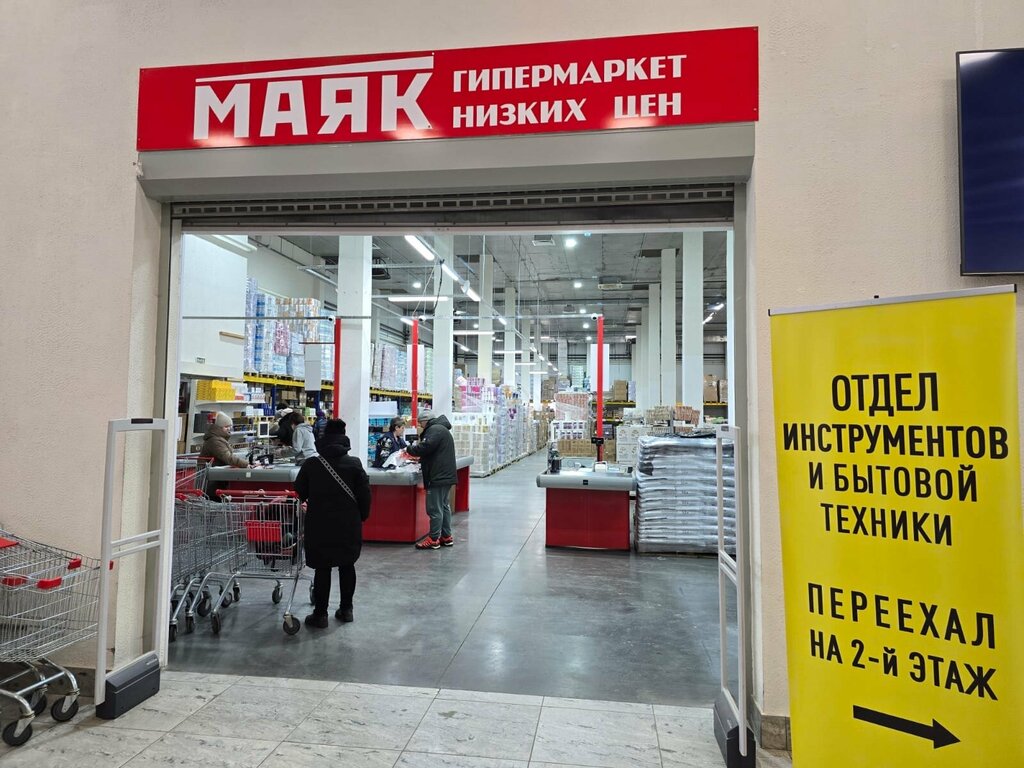 МАЯК
ГИПЕРМАРКЕТ
НИЗКИХ ЦЕН
ОТДЕЛ
ИНСТРУМЕНТОВ
И БЫТОВОЙ
ТЕХНИКИ
ПЕРЕЕХАЛ
НА 2-й ЭТАЖ